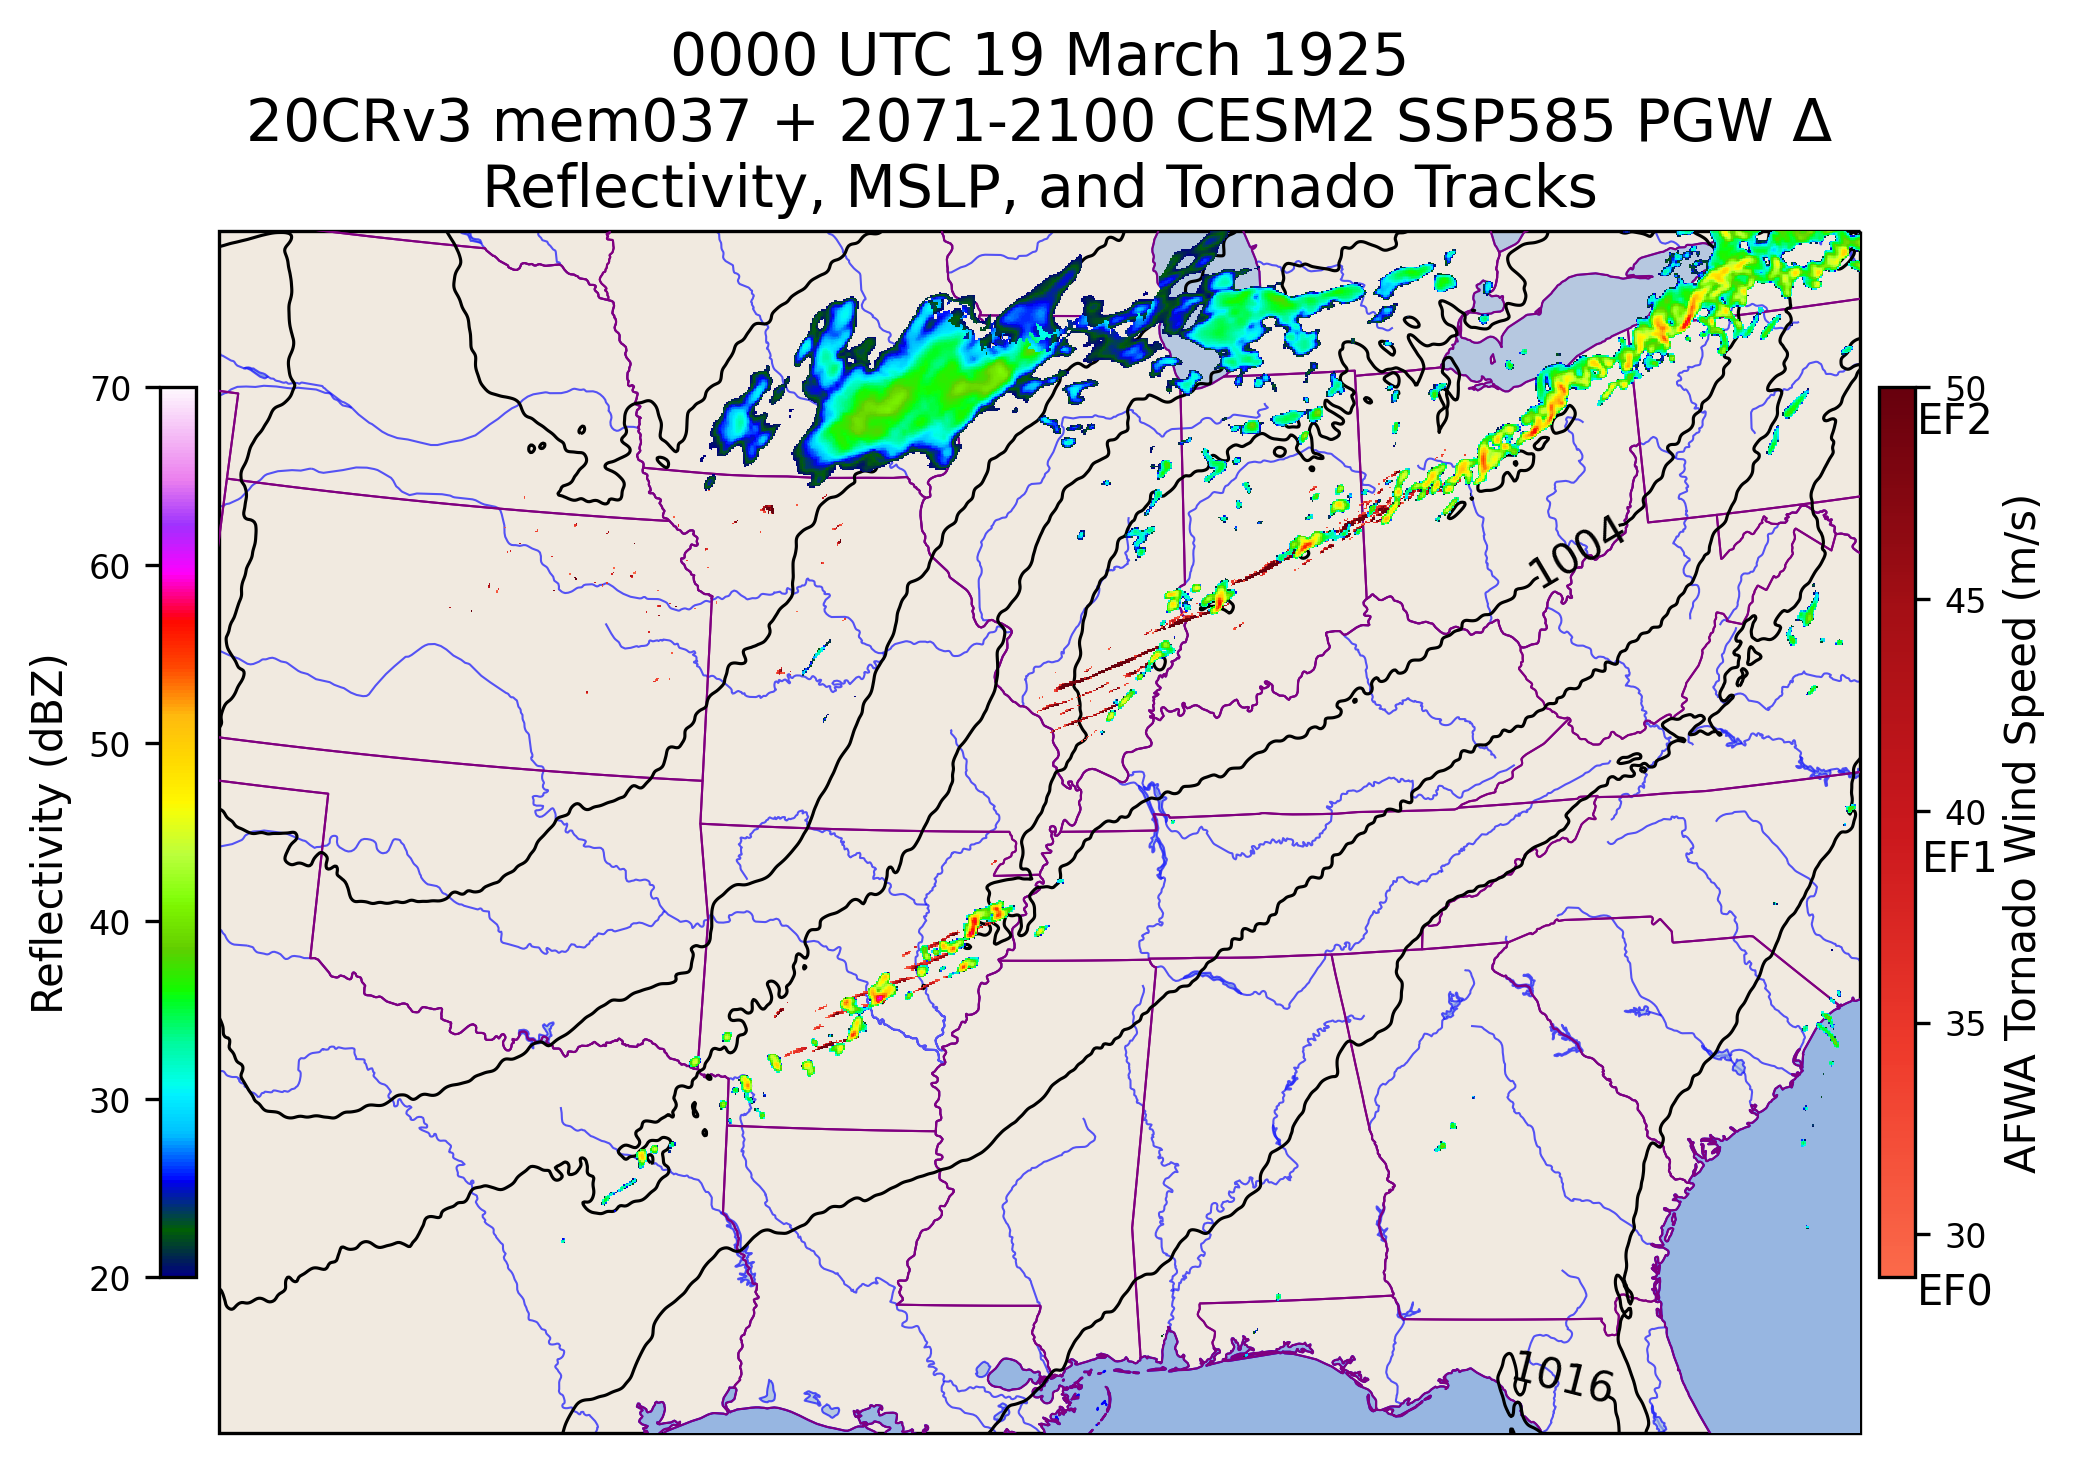 0000 UTC 19 March 1925
20CRv3 mem037 + 2071-2100 CESM2 SSP585 PGW Δ
Reflectivity, MSLP, and Tornado Tracks
Reflectivity (dBZ)
70
60
50
40
30
20
1004
1016
50
EF2
45
40
EF1
35
30
EF0
AFWA Tornado Wind Speed (m/s)